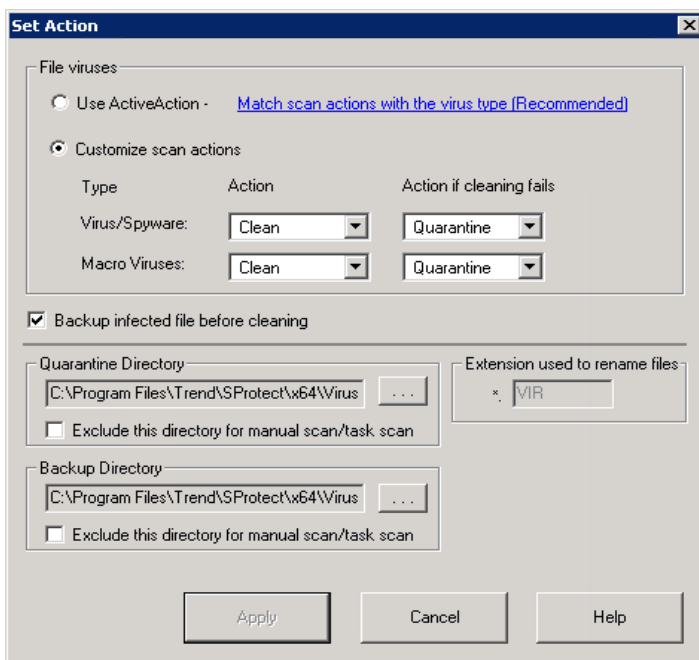 Set Action
File viruses
Use ActiveAction - Match scan actions with the virus type (Recommended)
Customize scan actions
Type Action Action if cleaning fails
Virus/Spyware: Clean Quarantine
Macro Viruses: Clean Quarantine
Backup infected file before cleaning
Quarantine Directory
Extension used to rename files
C:\Program Files\Trend\SProtect\x64\Virus ...
*. VIR
Exclude this directory for manual scan/task scan
Backup Directory
C:\Program Files\Trend\SProtect\x64\Virus ...
Exclude this directory for manual scan/task scan
Apply Cancel Help